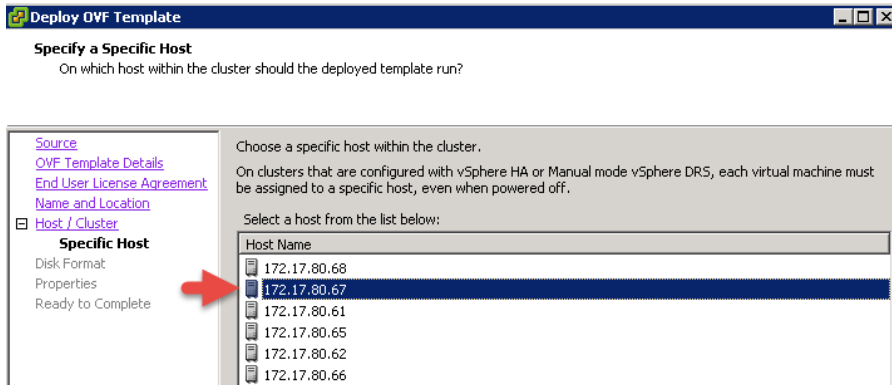 Deploy OVF Template
Specify a Specific Host
On which host within the cluster should the deployed template run?
Source
OVF Template Details
End User License Agreement
Name and Location
Host / Cluster
Specific Host
Disk Format
Properties
Ready to Complete
Choose a specific host within the cluster.
On clusters that are configured with vSphere HA or Manual mode vSphere DRS, each virtual machine must
be assigned to a specific host, even when powered off.
Select a host from the list below:
Host Name
172.17.80.68
172.17.80.67
172.17.80.61
172.17.80.65
172.17.80.62
172.17.80.66